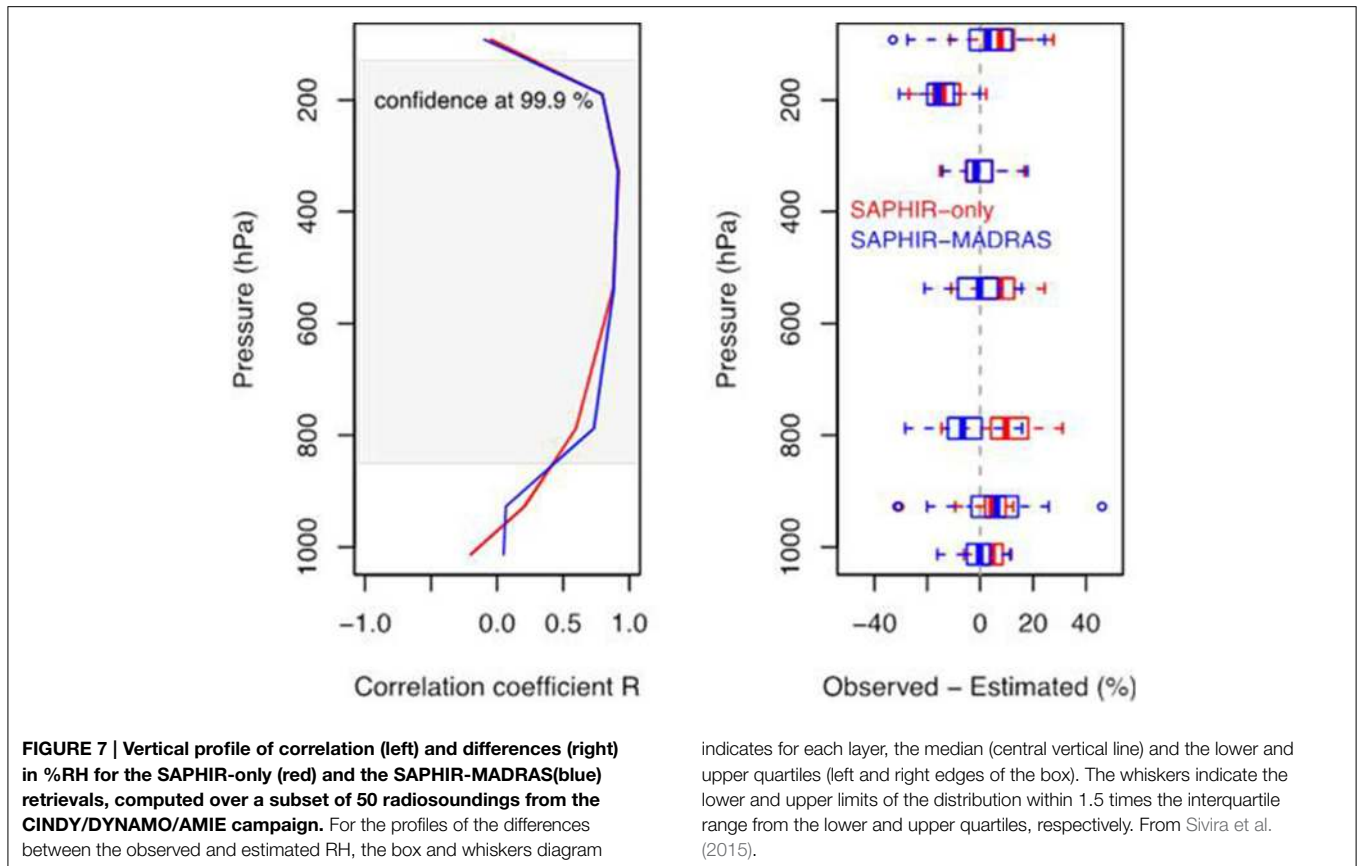 confidence at 99.9 %
Pressure (hPa)
200
400
600
800
1000
−1.0
0.0
0.5
1.0
Correlation coefficient R
SAPHIR−only
SAPHIR−MADRAS
Pressure (hPa)
200
400
600
800
1000
−40
0
20
40
Observed − Estimated (%)
FIGURE 7 | Vertical profile of correlation (left) and differences (right)
in %RH for the SAPHIR-only (red) and the SAPHIR-MADRAS(blue)
retrievals, computed over a subset of 50 radiosoundings from the
CINDY/DYNAMO/AMIE campaign. For the profiles of the differences
between the observed and estimated RH, the box and whiskers diagram
indicates for each layer, the median (central vertical line) and the lower and
upper quartiles (left and right edges of the box). The whiskers indicate the
lower and upper limits of the distribution within 1.5 times the interquartile
range from the lower and upper quartiles, respectively. From Sivira et al.
(2015).